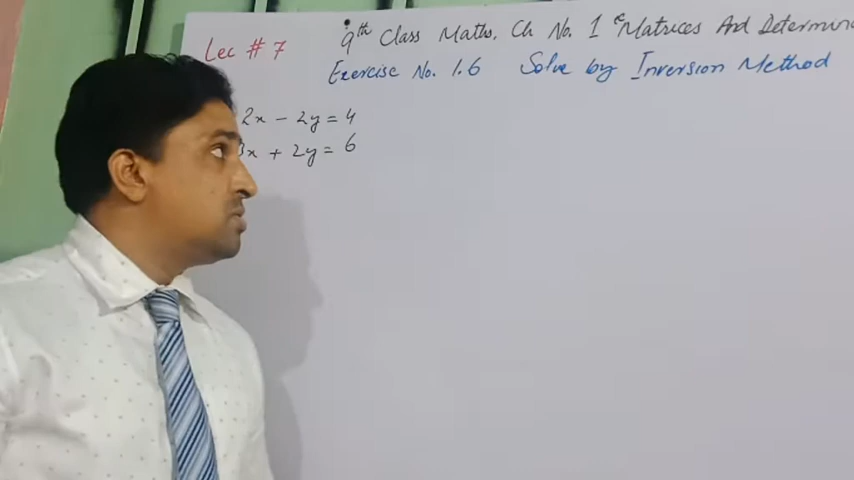 Lec # 7
9th Class Maths, Ch No. 1 "Matrices And
Exercise No. 1.6 Solve by Inversion Method
2x - 2y = 4
3x + 2y = 6